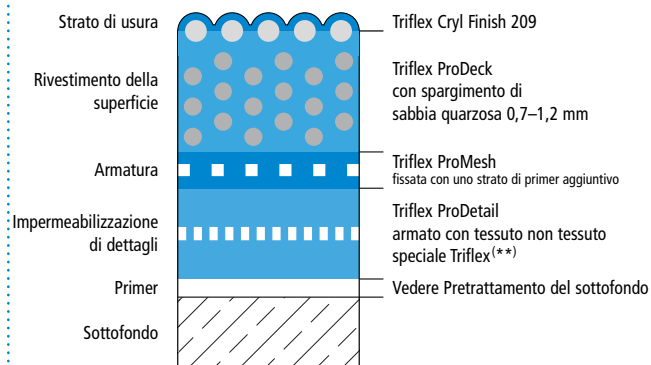 Strato di usura
Triflex Cryl Finish 209
Rivestimento della
superficie
Triflex ProDeck
con spargimento di
sabbia quarzosa 0,7–1,2 mm
Armatura
Triflex ProMesh
fissata con uno strato di primer aggiuntivo
Impermeabilizzazione
di dettagli
Triflex ProDetail
armato con tessuto non tessuto
speciale Triflex(**)
Primer
Vedere Pretrattamento del sottofondo
Sottofondo